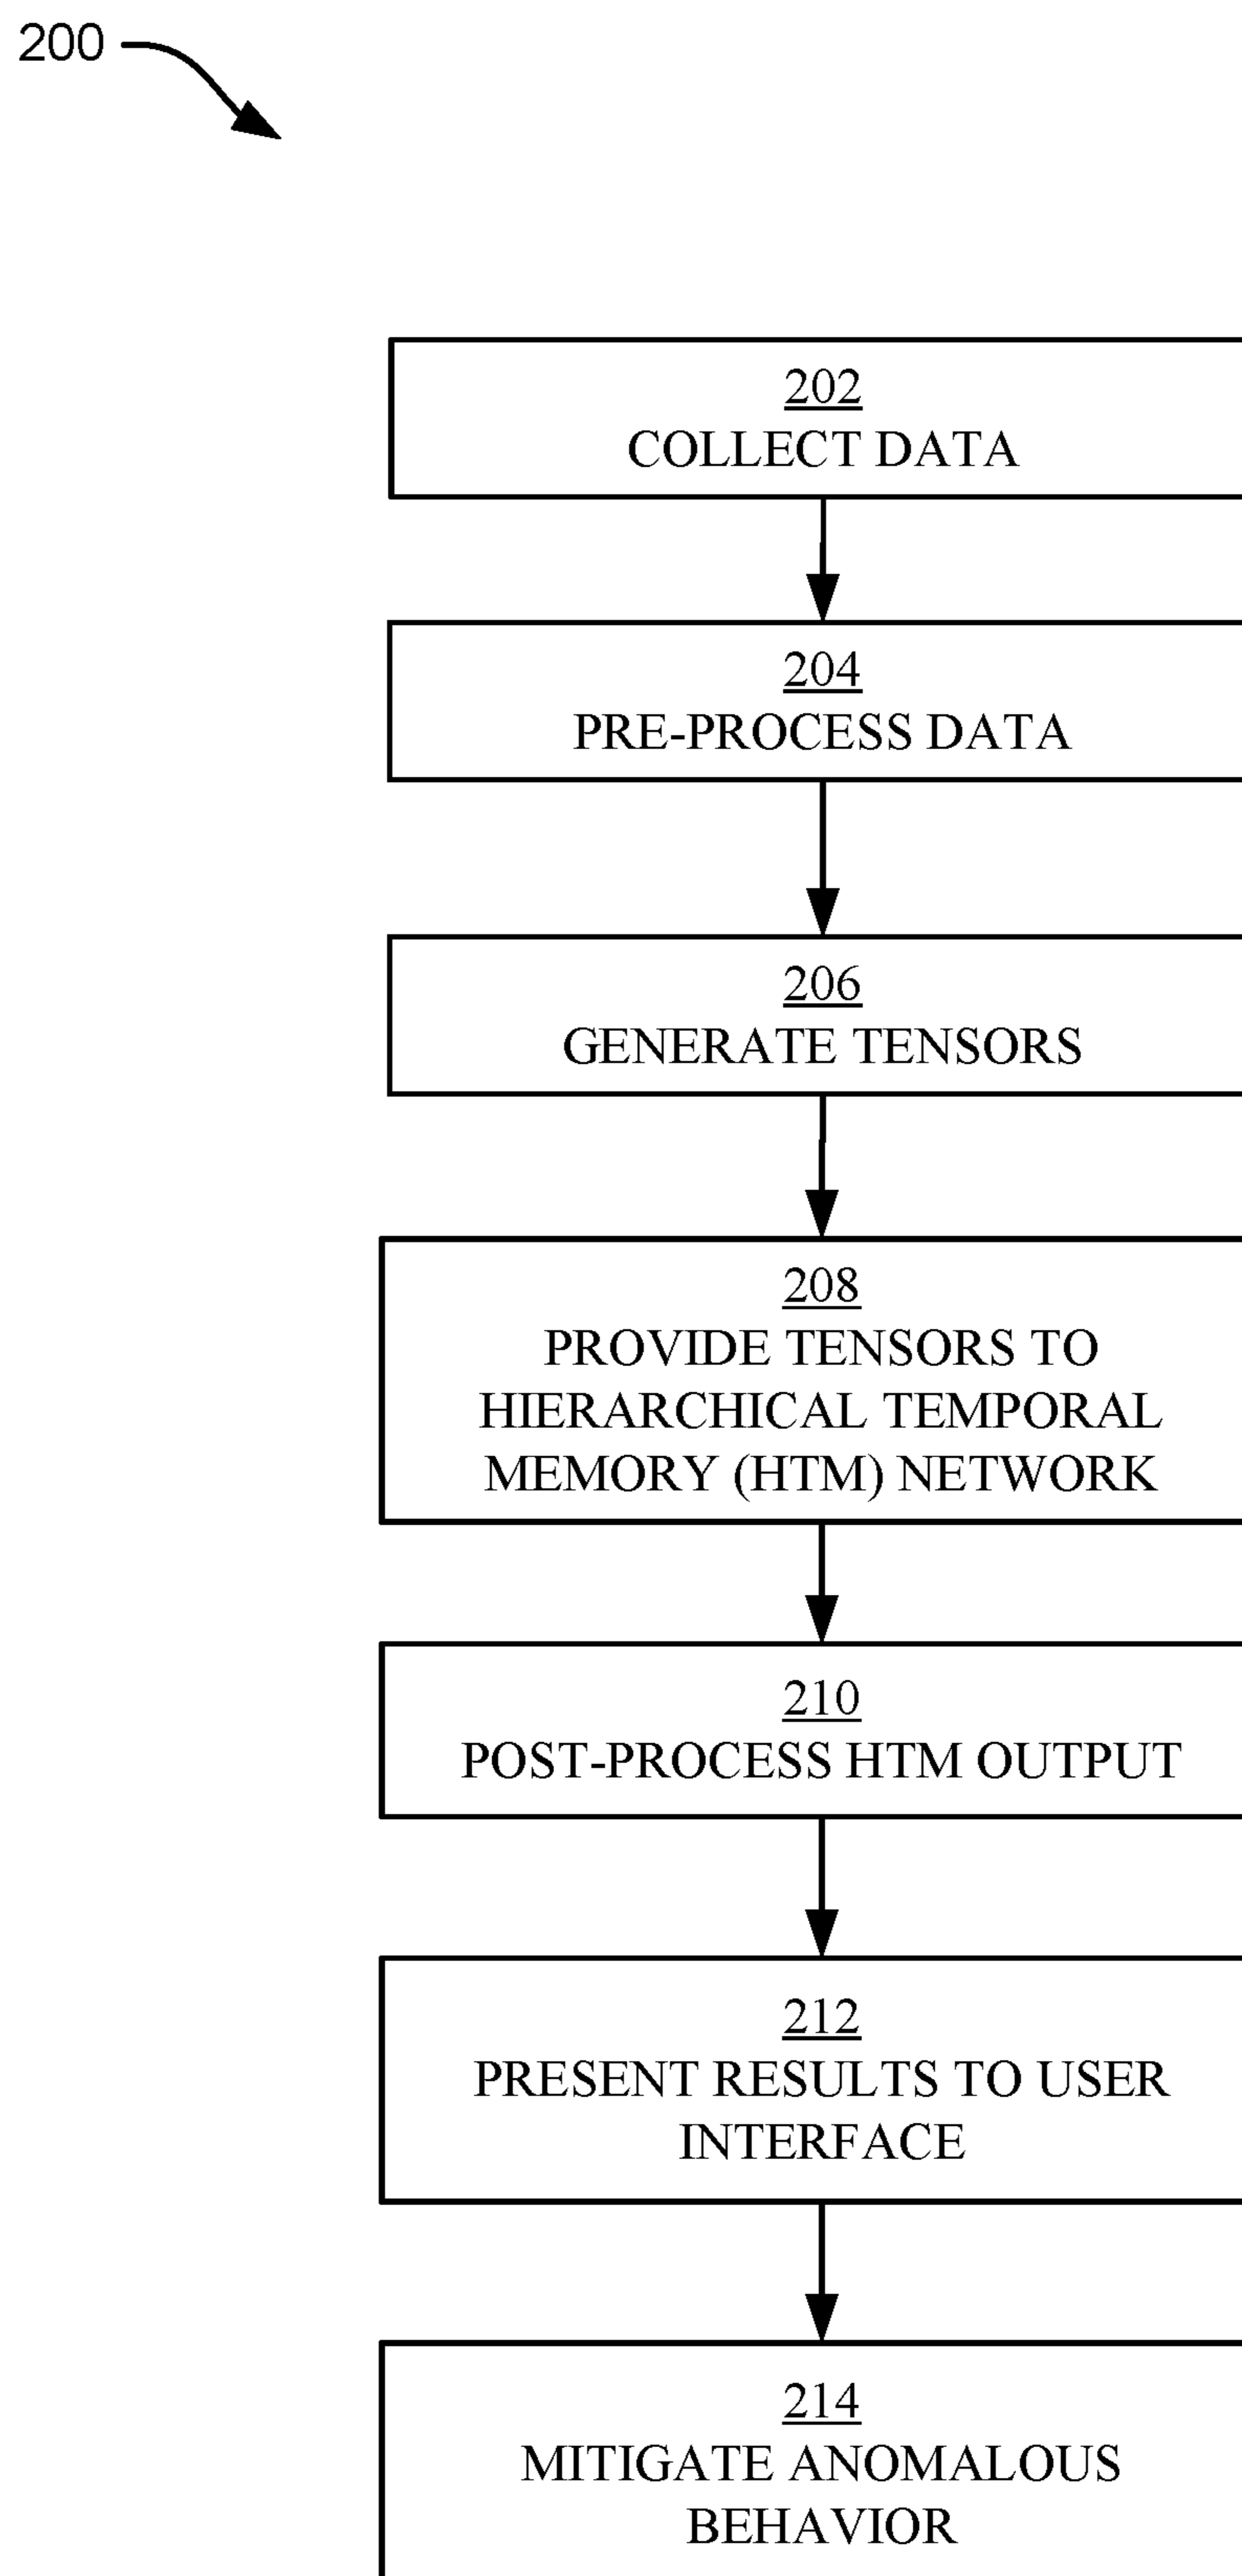 200
202
COLLECT DATA
204
PRE-PROCESS DATA
206
GENERATE TENSORS
208
PROVIDE TENSORS TO
HIERARCHICAL TEMPORAL
MEMORY (HTM) NETWORK
210
POST-PROCESS HTM OUTPUT
212
PRESENT RESULTS TO USER
INTERFACE
214
MITIGATE ANOMALOUS
BEHAVIOR